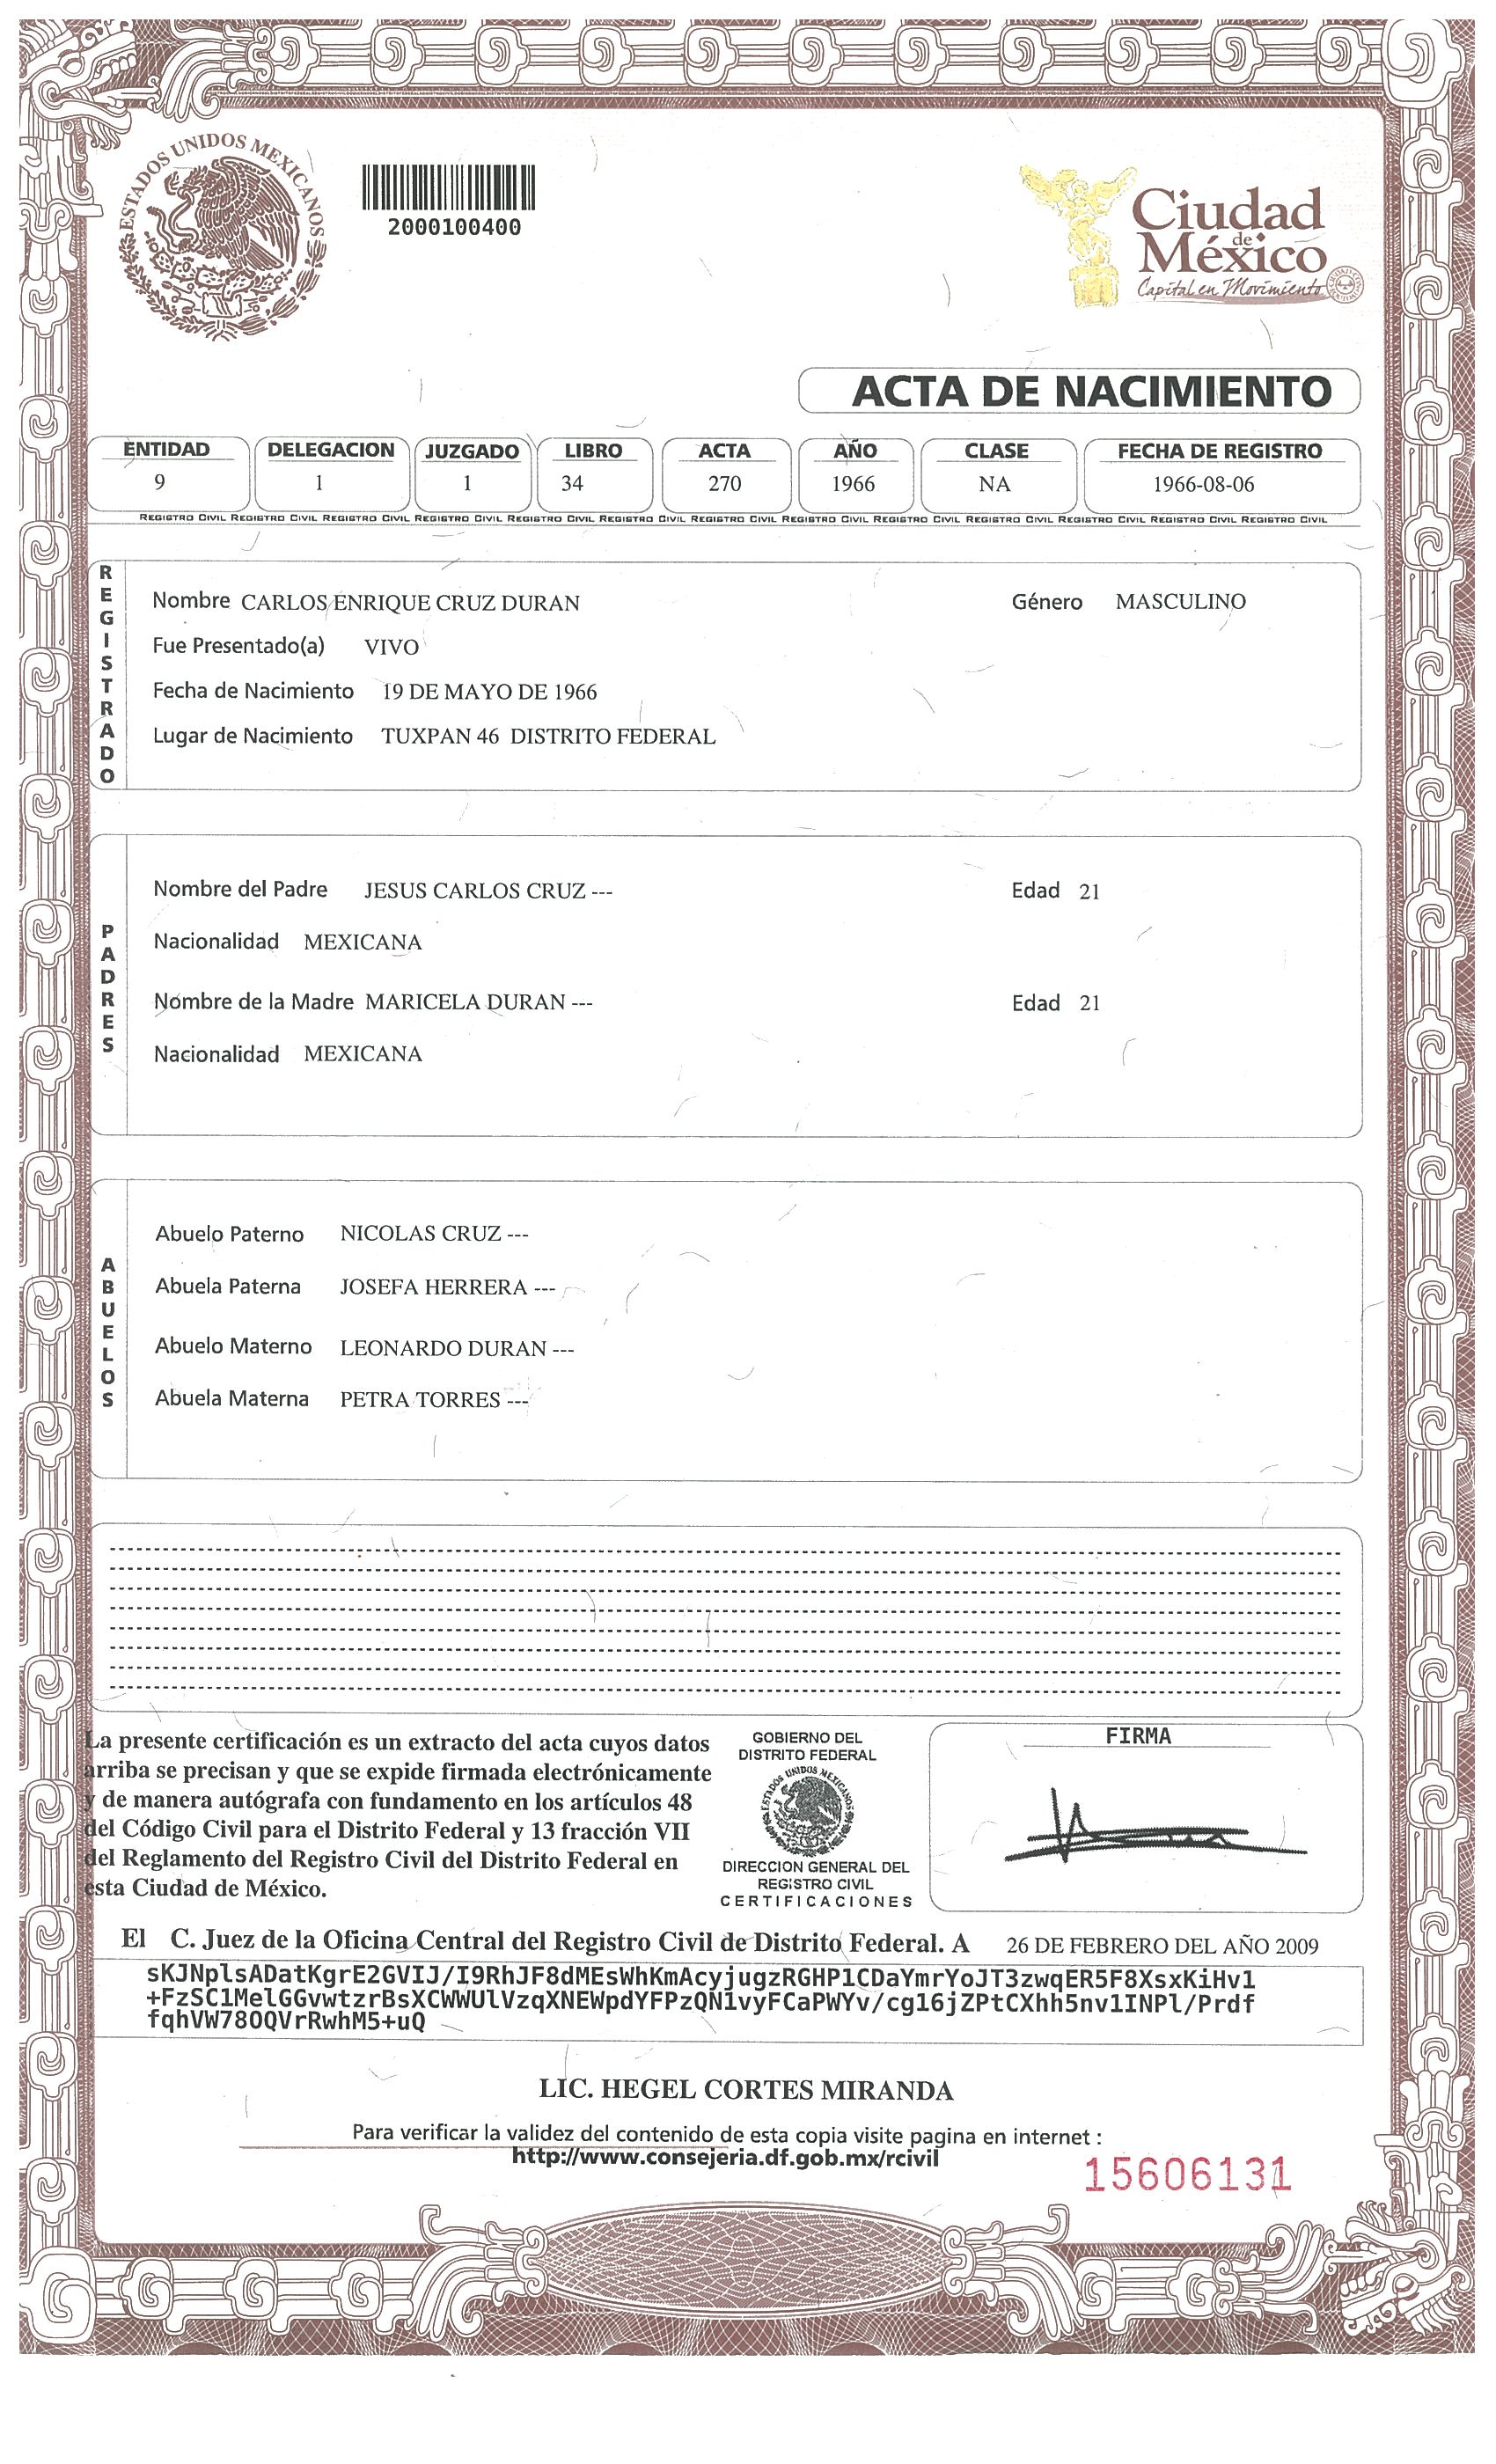 ESTADOS UNIDOS MEXICANOS
2000100400
Ciudad
de
México
Capital en Movimiento
ACTA DE NACIMIENTO
ENTIDAD DELEGACION JUZGADO LIBRO ACTA AÑO CLASE FECHA DE REGISTRO
9 1 1 34 270 1966 NA 1966-08-06
REGISTRO CIVIL REGISTRO CIVIL REGISTRO CIVIL REGISTRO CIVIL REGISTRO CIVIL REGISTRO CIVIL REGISTRO CIVIL REGISTRO CIVIL REGISTRO CIVIL REGISTRO CIVIL REGISTRO CIVIL REGISTRO CIVIL REGISTRO CIVIL
REGISTRADO
Nombre CARLOS ENRIQUE CRUZ DURAN Género MASCULINO
Fue Presentado(a) VIVO
Fecha de Nacimiento 19 DE MAYO DE 1966
Lugar de Nacimiento TUXPAN 46 DISTRITO FEDERAL
PADRES
Nombre del Padre JESUS CARLOS CRUZ --- Edad 21
Nacionalidad MEXICANA
Nombre de la Madre MARICELA DURAN --- Edad 21
Nacionalidad MEXICANA
ABUELOS
Abuelo Paterno NICOLAS CRUZ ---
Abuela Paterna JOSEFA HERRERA ---
Abuelo Materno LEONARDO DURAN ---
Abuela Materna PETRA TORRES ---
La presente certificación es un extracto del acta cuyos datos
arriba se precisan y que se expide firmada electrónicamente
y de manera autógrafa con fundamento en los artículos 48
del Código Civil para el Distrito Federal y 13 fracción VII
del Reglamento del Registro Civil del Distrito Federal en
esta Ciudad de México.
GOBIERNO DEL
DISTRITO FEDERAL
ESTADOS UNIDOS MEXICANOS
DIRECCION GENERAL DEL
REGISTRO CIVIL
CERTIFICACIONES
FIRMA
El C. Juez de la Oficina Central del Registro Civil de Distrito Federal. A 26 DE FEBRERO DEL AÑO 2009
sKJNplsADatKgrE2GVIJ/I9RhJF8dMEsWhKmAcyjugzRGHP1CDaYmrYoJT3zwqER5F8XsxKiHv1
+FzSC1MelGGvwtzrBsXCWWUlVzqXNEWpdYFPzQN1vyFCaPWYv/cg16jZPtCXhh5nv1INPl/Prdf
fqhVW780QVrRwhM5+uQ
LIC. HEGEL CORTES MIRANDA
Para verificar la validez del contenido de esta copia visite pagina en internet :
http://www.consejeria.df.gob.mx/rcivil
15606131